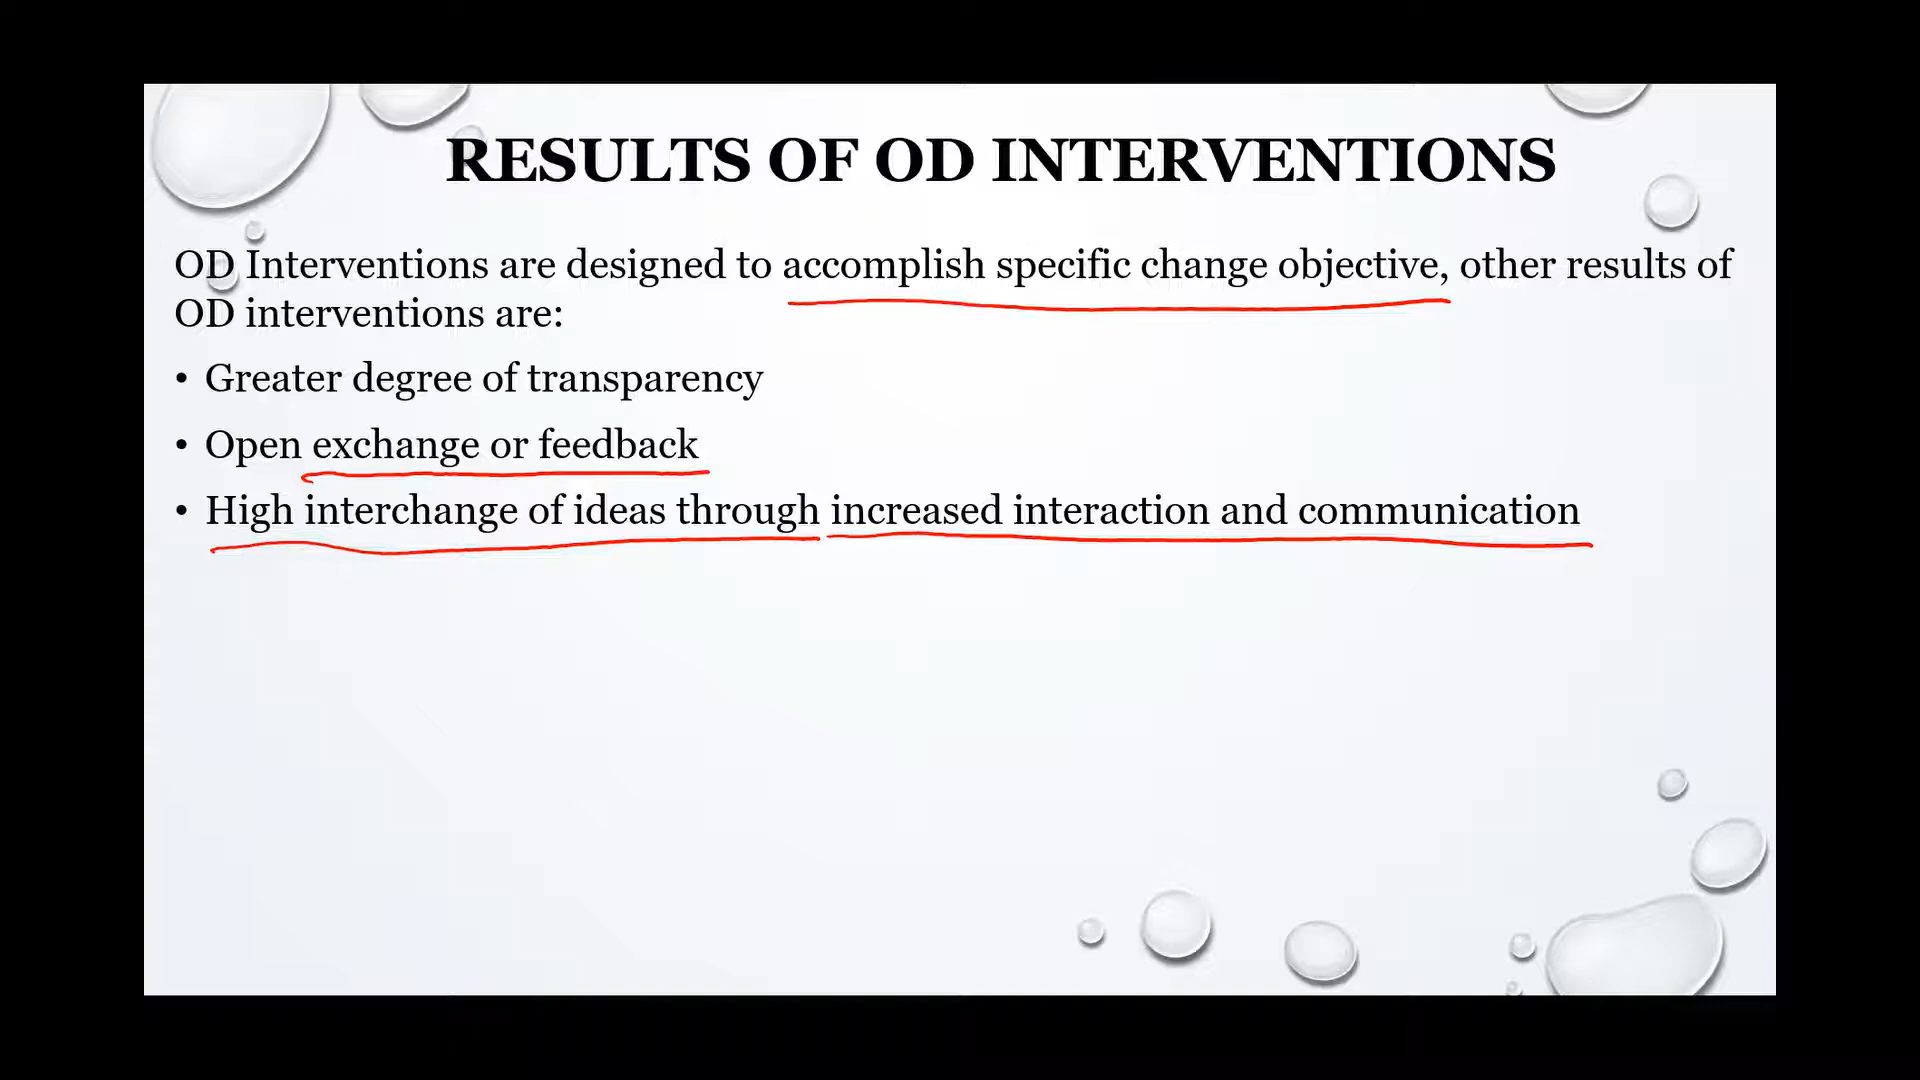 RESULTS OF OD INTERVENTIONS
OD Interventions are designed to accomplish specific change objective, other results of
OD interventions are:
• Greater degree of transparency
• Open exchange or feedback
• High interchange of ideas through increased interaction and communication